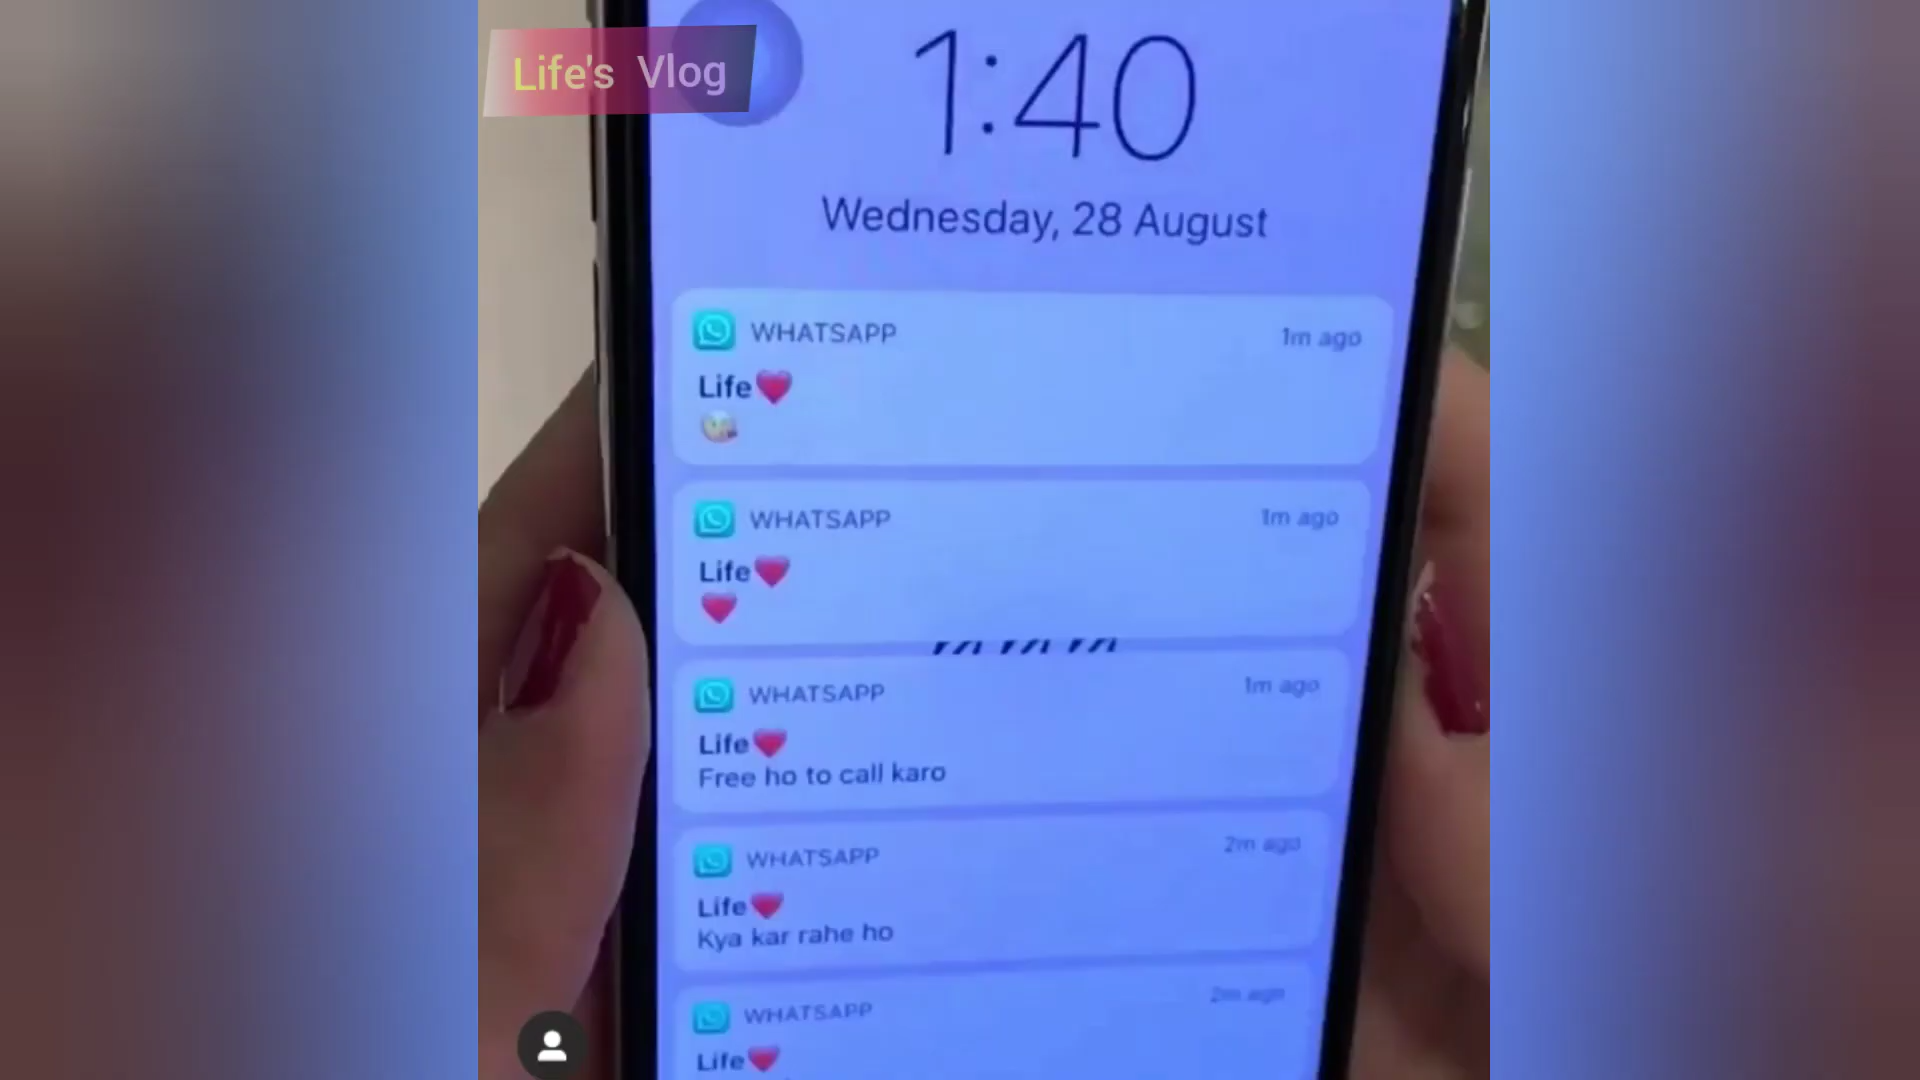 Life's Vlog
1:40
Wednesday, 28 August
WHATSAPP 1m ago
Life❤️
😘
WHATSAPP 1m ago
Life❤️
❤️
WHATSAPP 1m ago
Life❤️
Free ho to call karo
WHATSAPP 2m ago
Life❤️
Kya kar rahe ho
WHATSAPP 2m ago
Life❤️